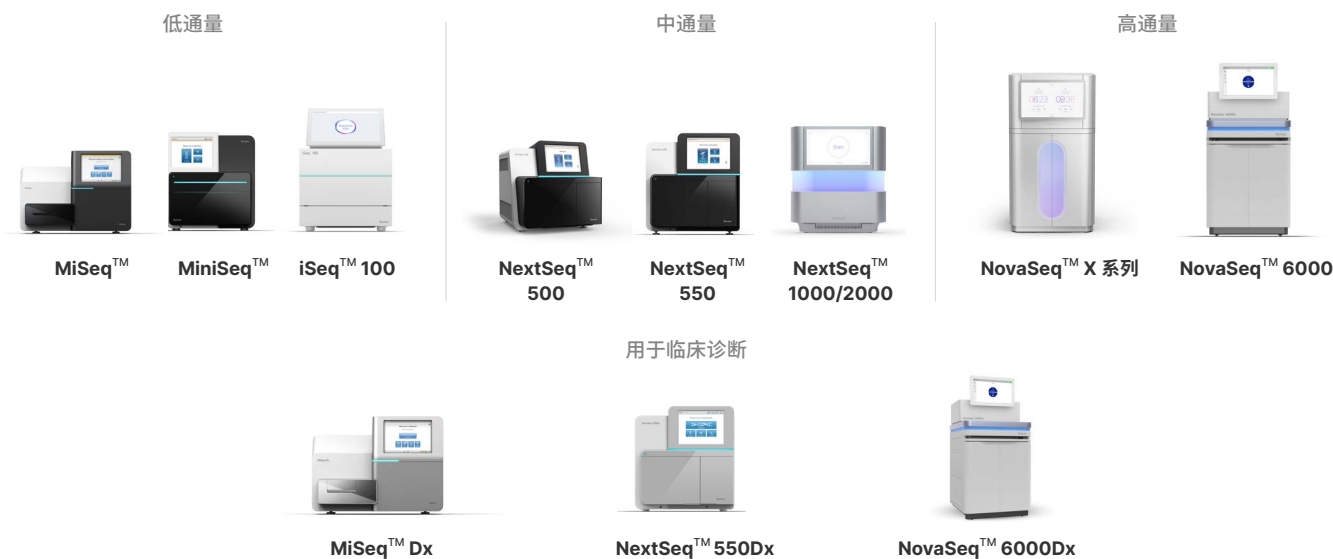 低通量
中通量
高通量
MiSeq™
MiniSeq™
iSeq™ 100
NextSeq™
500
NextSeq™
550
NextSeq™
1000/2000
NovaSeq™ X 系列
NovaSeq™ 6000
用于临床诊断
MiSeq™ Dx
NextSeq™ 550Dx
NovaSeq™ 6000Dx